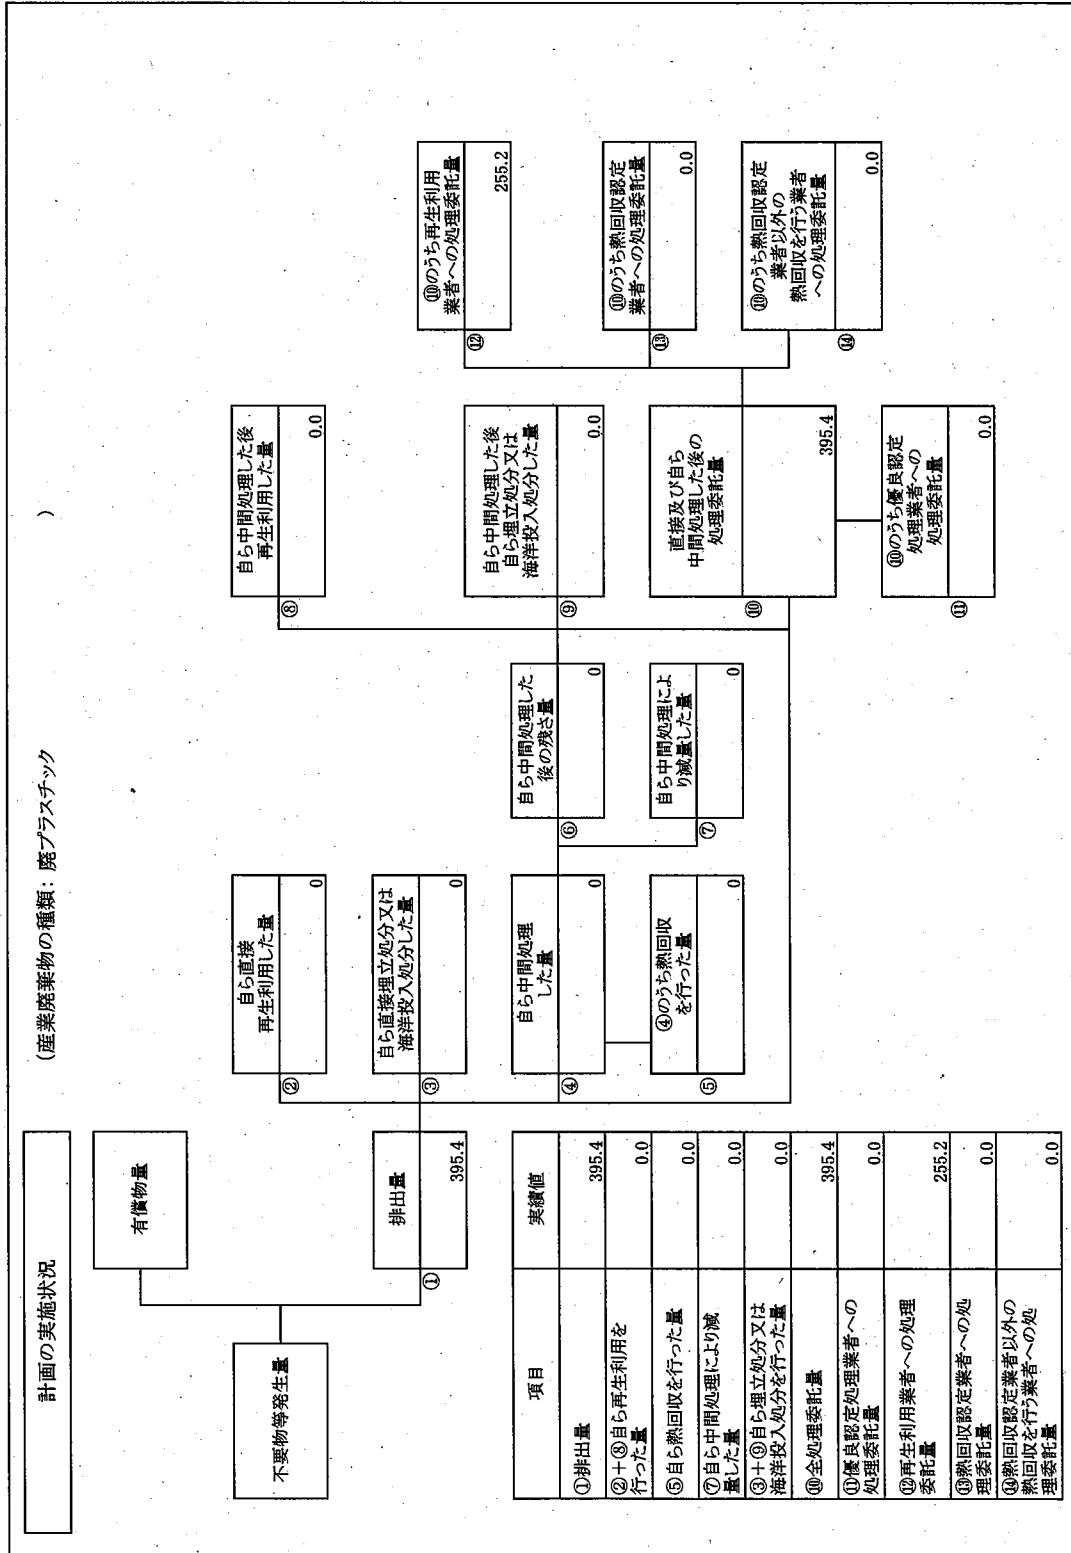 計画の実施状況
(産業廃棄物の種類: 廃プラスチック
)
不要物等発生量
有償物量
①
排出量
395.4
②
自ら直接
再生利用した量
0
③
自ら直接埋立処分又は
海洋投入処分した量
0
④
自ら中間処理
した量
0
⑤
④のうち熱回収
を行った量
0
⑥
自ら中間処理した
後の残さ量
0
⑦
自ら中間処理によ
り減量した量
0
⑧
自ら中間処理した後
再生利用した量
0.0
⑨
自ら中間処理した後
自ら埋立処分又は
海洋投入処分した量
0.0
⑩
直接及び自ら
中間処理した後の
処理委託量
395.4
⑪
⑩のうち優良認定
処理業者への
処理委託量
0.0
⑫
⑩のうち再生利用
業者への処理委託量
255.2
⑬
⑩のうち熱回収認定
業者への処理委託量
0.0
⑭
⑩のうち熱回収認定
業者以外の
熱回収を行う業者
への処理委託量
0.0
項目
実績値
①排出量
395.4
②+⑧自ら再生利用を
行った量
0.0
⑤自ら熱回収を行った量
0.0
⑦自ら中間処理により減
量した量
0.0
③+⑨自ら埋立処分又は
海洋投入処分を行った量
0.0
⑩全処理委託量
395.4
⑪優良認定処理業者への
処理委託量
0.0
⑫再生利用業者への処理
委託量
255.2
⑬熱回収認定業者への処
理委託量
0.0
⑭熱回収認定業者以外の
熱回収を行う業者への処
理委託量
0.0